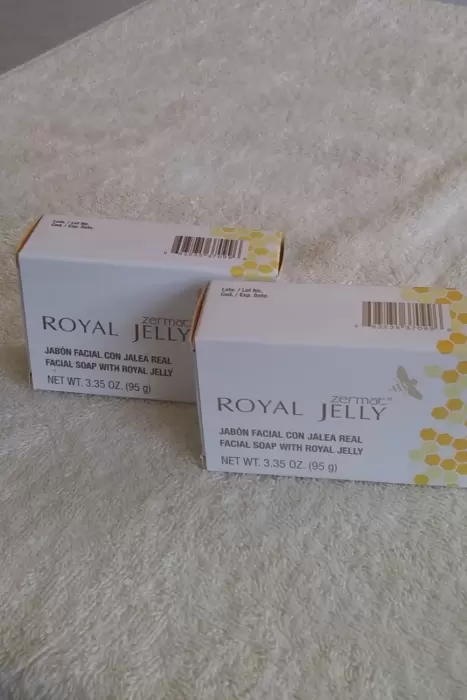 Lote. / Lot No.
Cad. / Exp. Date.
zermat
ROYAL JELLY
JABÓN FACIAL CON JALEA REAL
FACIAL SOAP WITH ROYAL JELLY
NET WT. 3.35 OZ. (95 g)
Lote. / Lot No.
Cad. / Exp. Date.
zermat
ROYAL JELLY
JABÓN FACIAL CON JALEA REAL
FACIAL SOAP WITH ROYAL JELLY
NET WT. 3.35 OZ. (95 g)